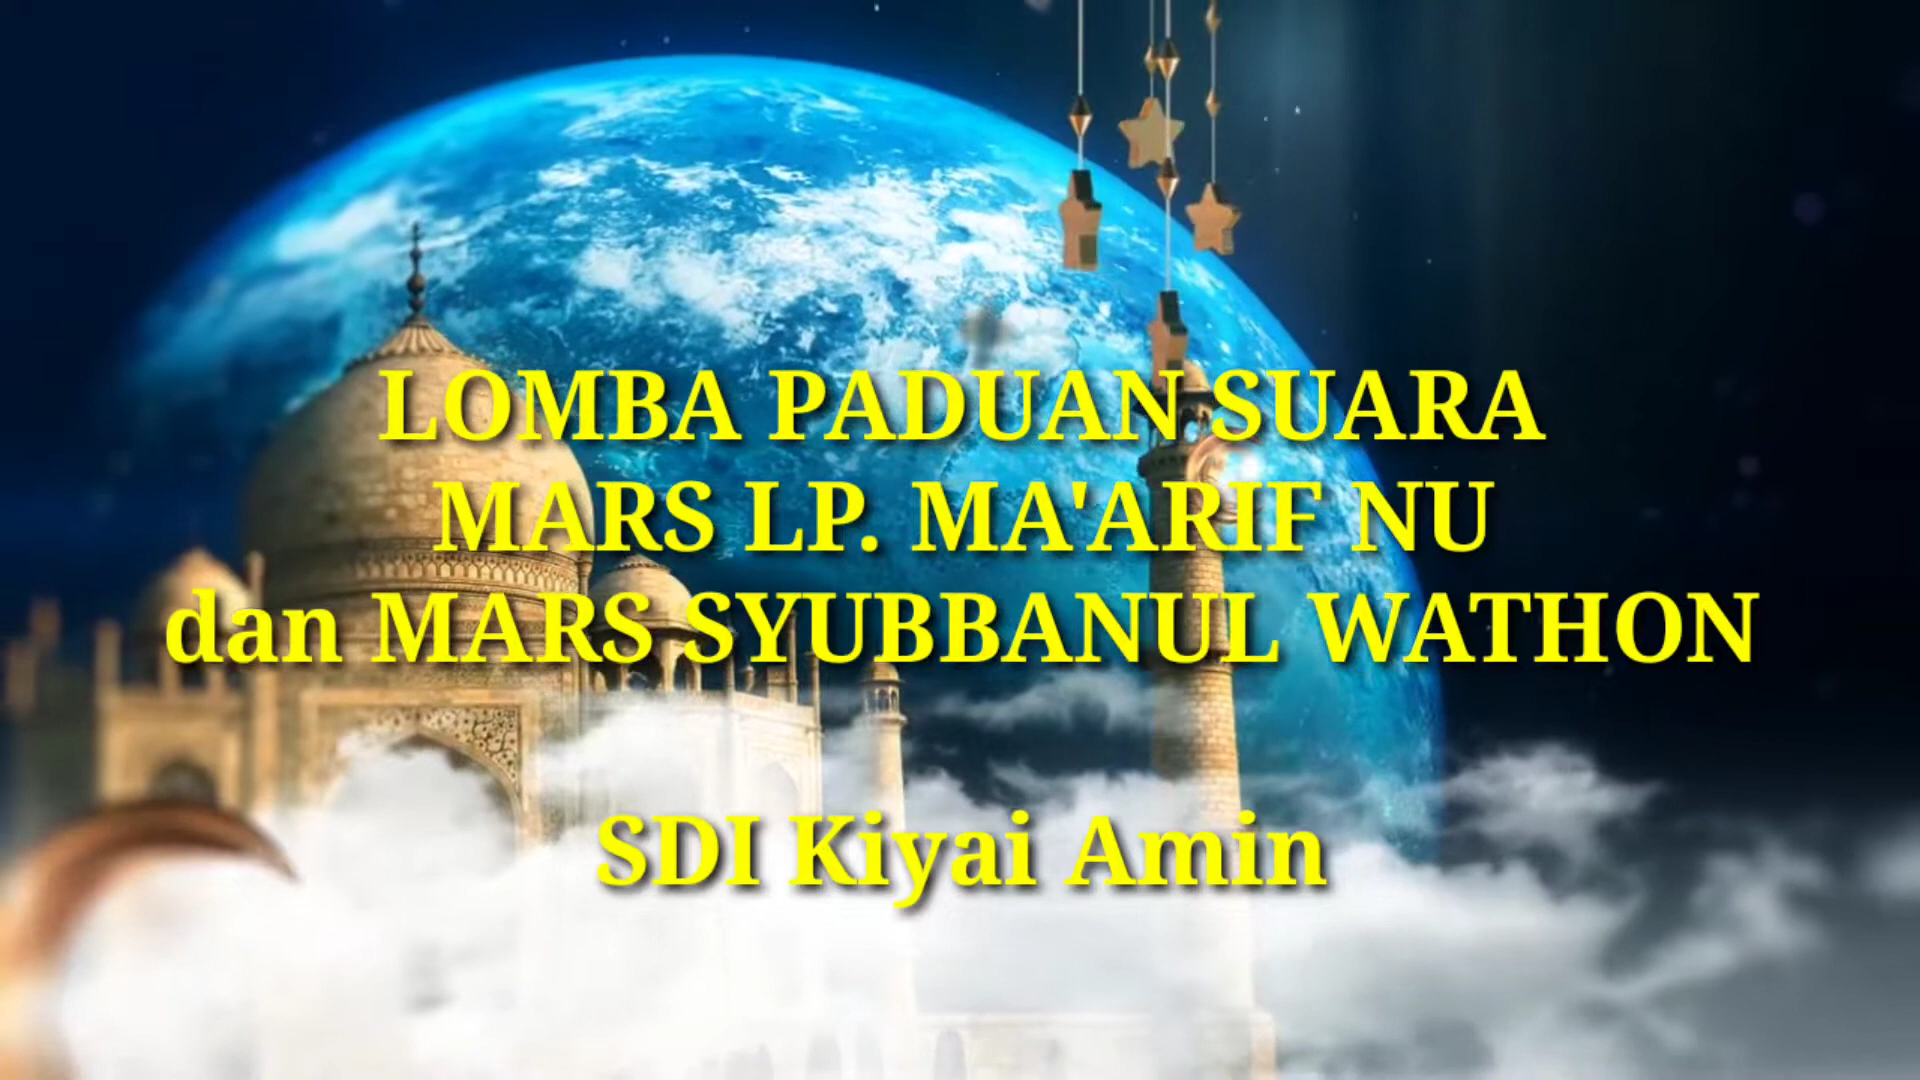 LOMBA PADUAN SUARA
MARS LP. MA'ARIF NU
dan MARS SYUBBANUL WATHON
SDI Kiyai Amin